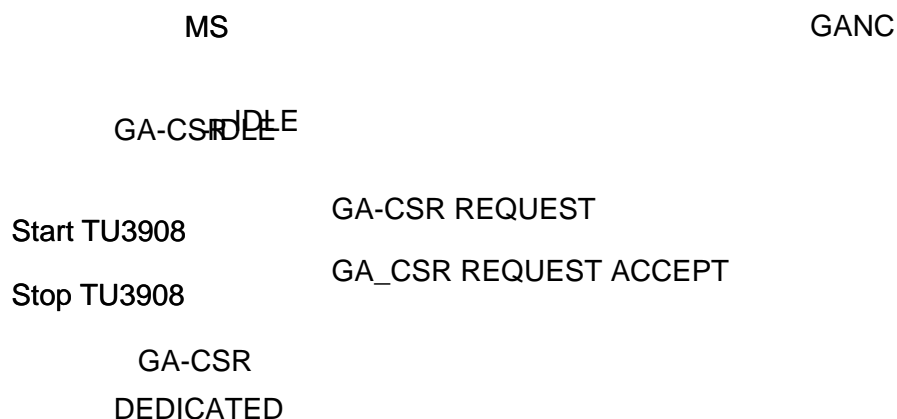 MS GANC
GA-CSR-IDLE
GA-CSR REQUEST
Start TU3908
GA_CSR REQUEST ACCEPT
Stop TU3908
GA-CSR
DEDICATED